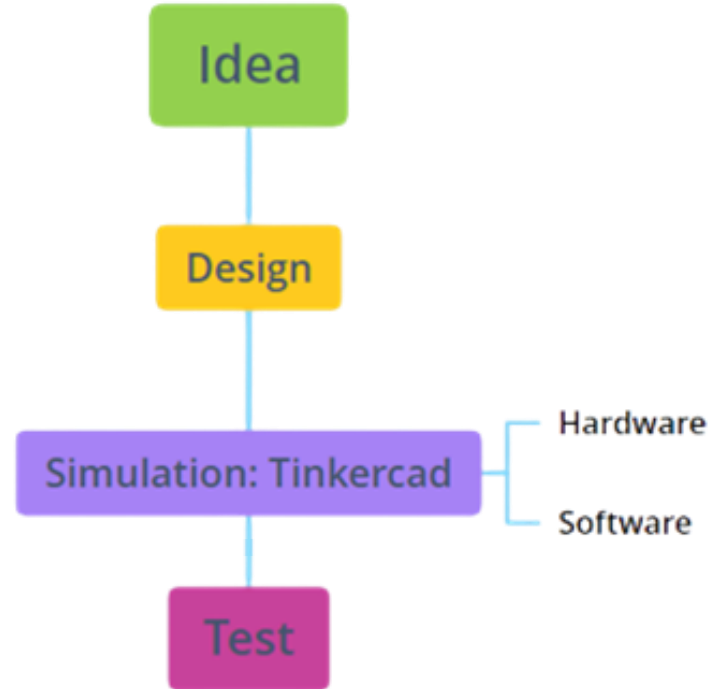 Idea
Design
Simulation: Tinkercad
Hardware
Software
Test